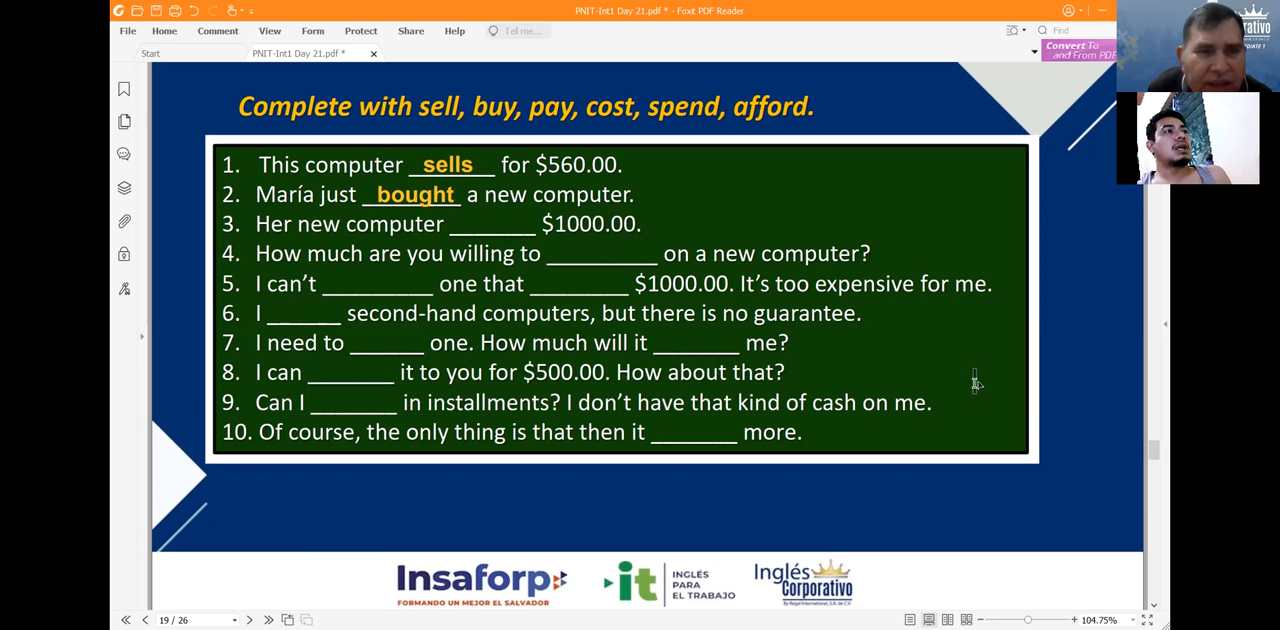 PNIT-Int1 Day 21.pdf * - Foxit PDF Reader
File Home Comment View Form Protect Share Help Tell me... Find
Start PNIT-Int1 Day 21.pdf * Convert To
and From PDF
Complete with sell, buy, pay, cost, spend, afford.
1. This computer _sells_ for $560.00.
2. María just _bought_ a new computer.
3. Her new computer _______ $1000.00.
4. How much are you willing to _________ on a new computer?
5. I can't _________ one that ________ $1000.00. It's too expensive for me.
6. I ______ second-hand computers, but there is no guarantee.
7. I need to ______ one. How much will it _______ me?
8. I can _______ it to you for $500.00. How about that?
9. Can I _______ in installments? I don't have that kind of cash on me.
10. Of course, the only thing is that then it _______ more.
Insaforp
FORMANDO UN MEJOR EL SALVADOR
it INGLÉS
PARA
EL TRABAJO
Inglés
Corporativo
By Regal International, S.A. de C.V.
19 / 26
104.75%